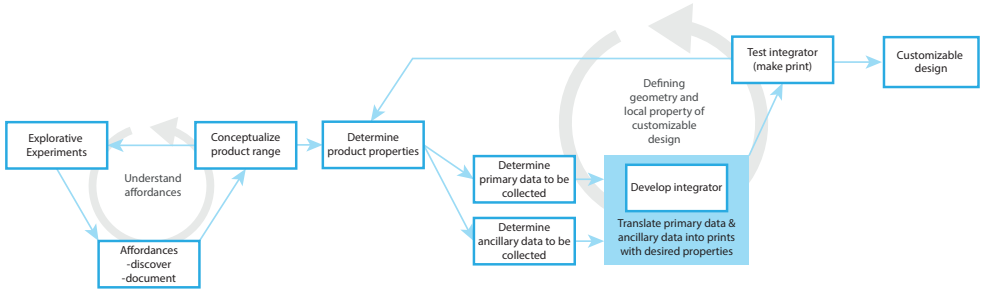 Explorative
Experiments
Understand
affordances
Affordances
-discover
-document
Conceptualize
product range
Determine
product properties
Determine
primary data to be
collected
Determine
ancillary data to be
collected
Defining
geometry and
local property of
customizable
design
Develop integrator
Translate primary data &
ancillary data into prints
with desired properties
Test integrator
(make print)
Customizable
design